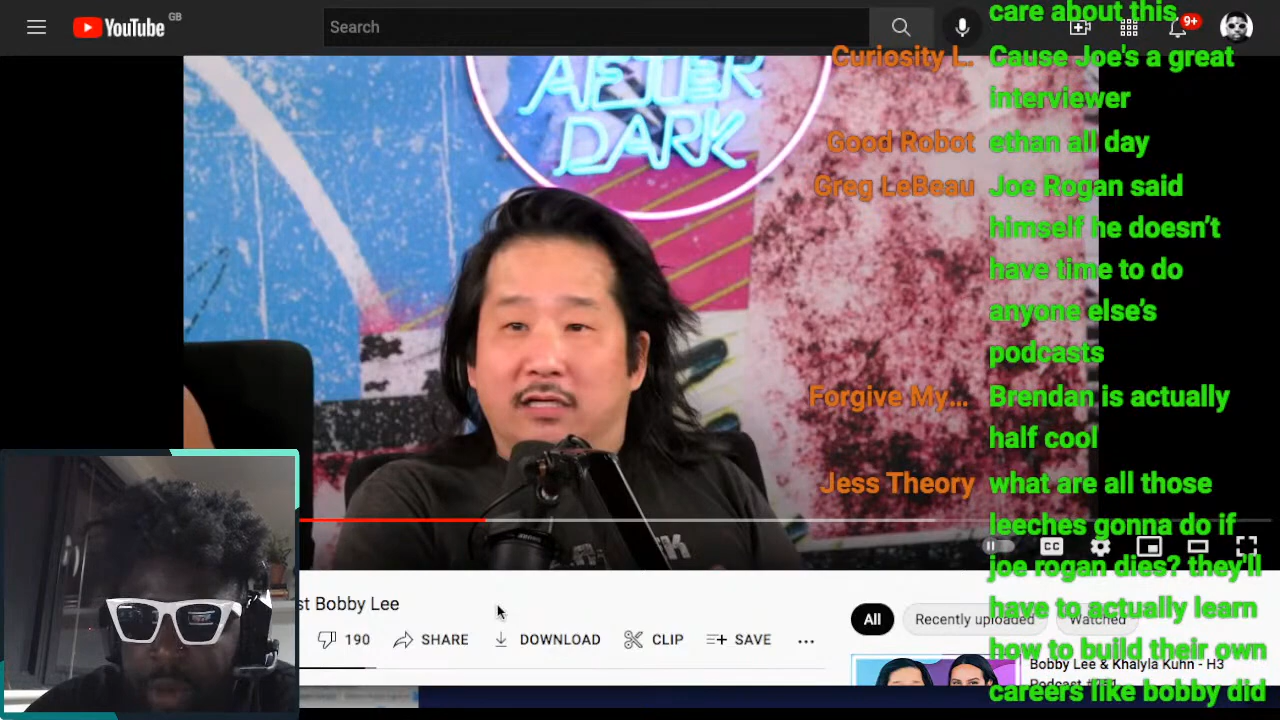 YouTube GB
Search
9+
AFTER
DARK
care about this
Curiosity L.. Cause Joe's a great
interviewer
Good Robot ethan all day
Greg LeBeau Joe Rogan said
himself he doesn't
have time to do
anyone else's
podcasts
Forgive My... Brendan is actually
half cool
Jess Theory what are all those
leeches gonna do if
joe rogan dies? they'll
have to actually learn
how to build their own
careers like bobby did
CC
st Bobby Lee
190 SHARE DOWNLOAD CLIP SAVE ...
All Recently uploaded Watched
Bobby Lee & Khalyla Kuhn - H3